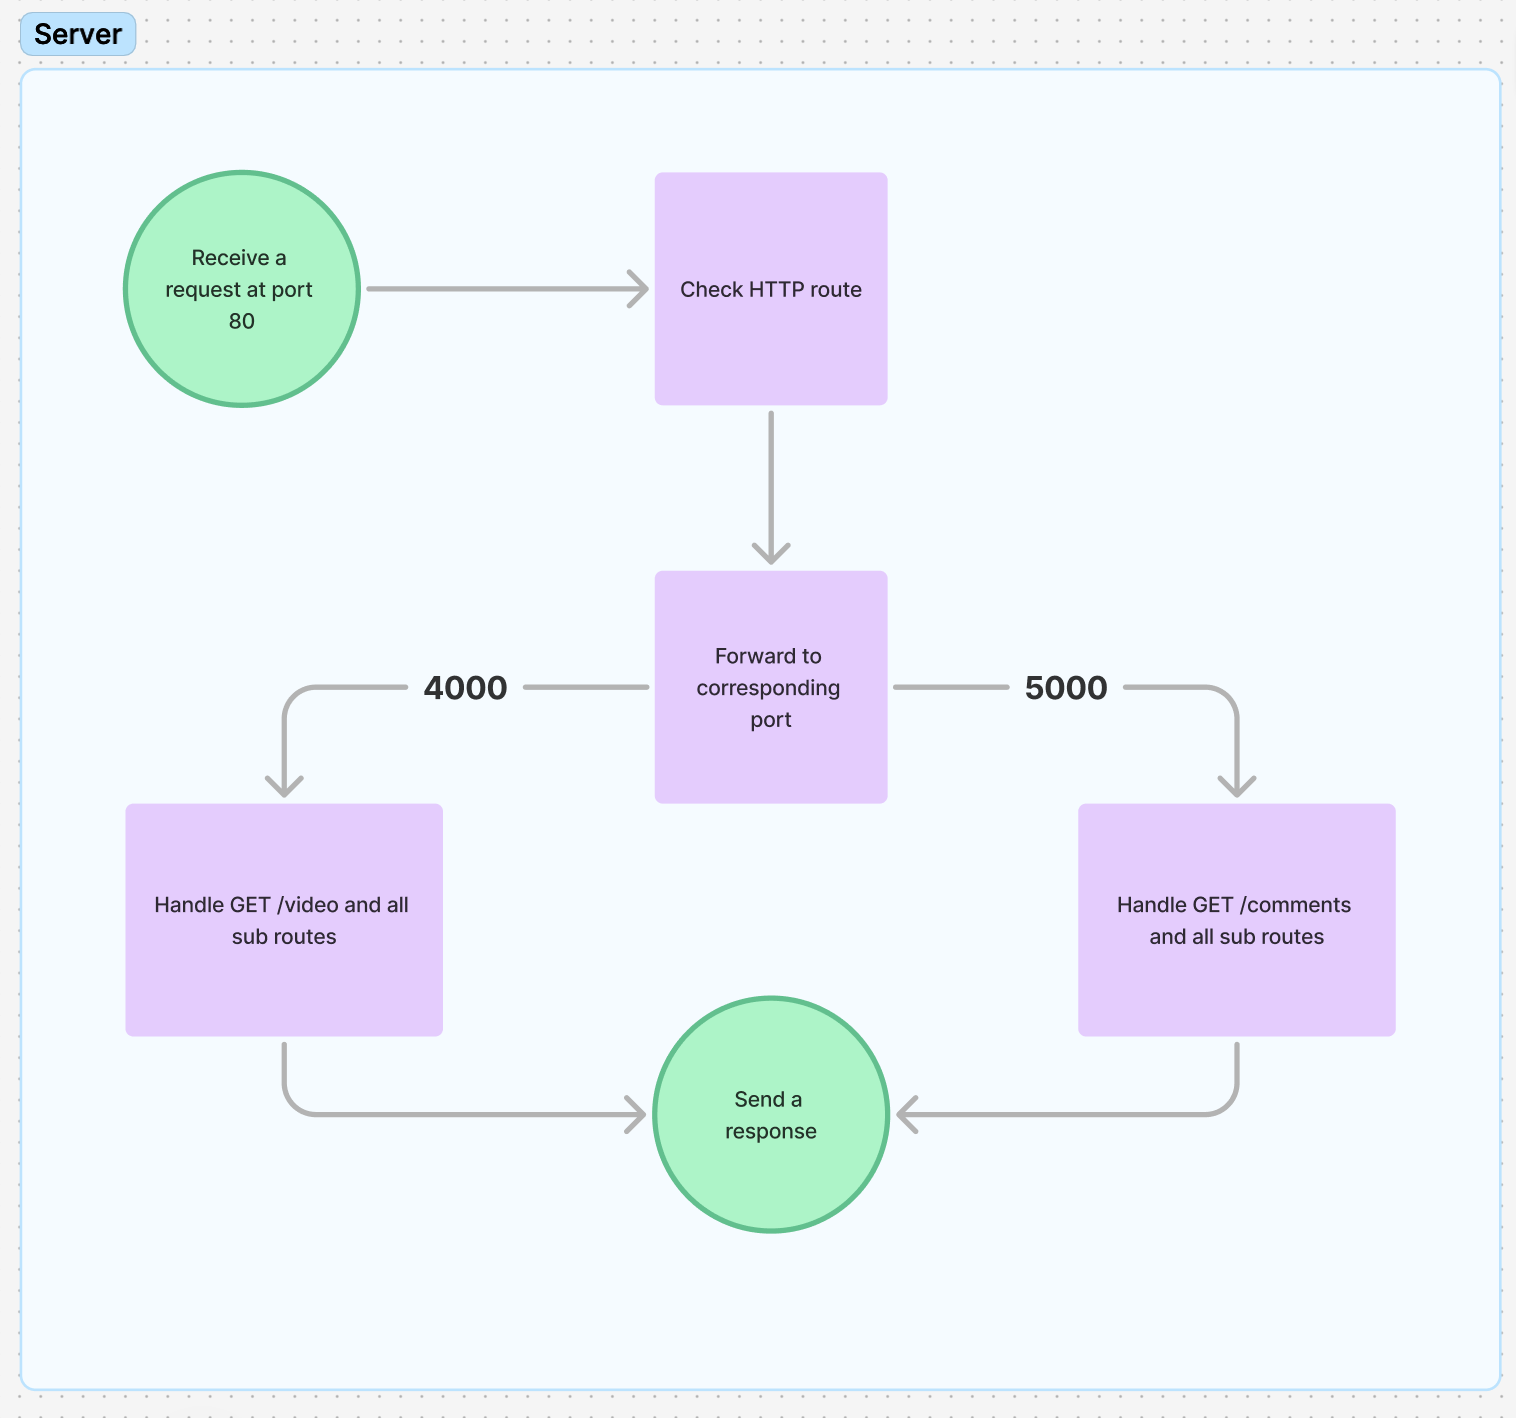 Server
Receive a
request at port
80
Check HTTP route
Forward to
corresponding
port
4000
5000
Handle GET /video and all
sub routes
Handle GET /comments
and all sub routes
Send a
response